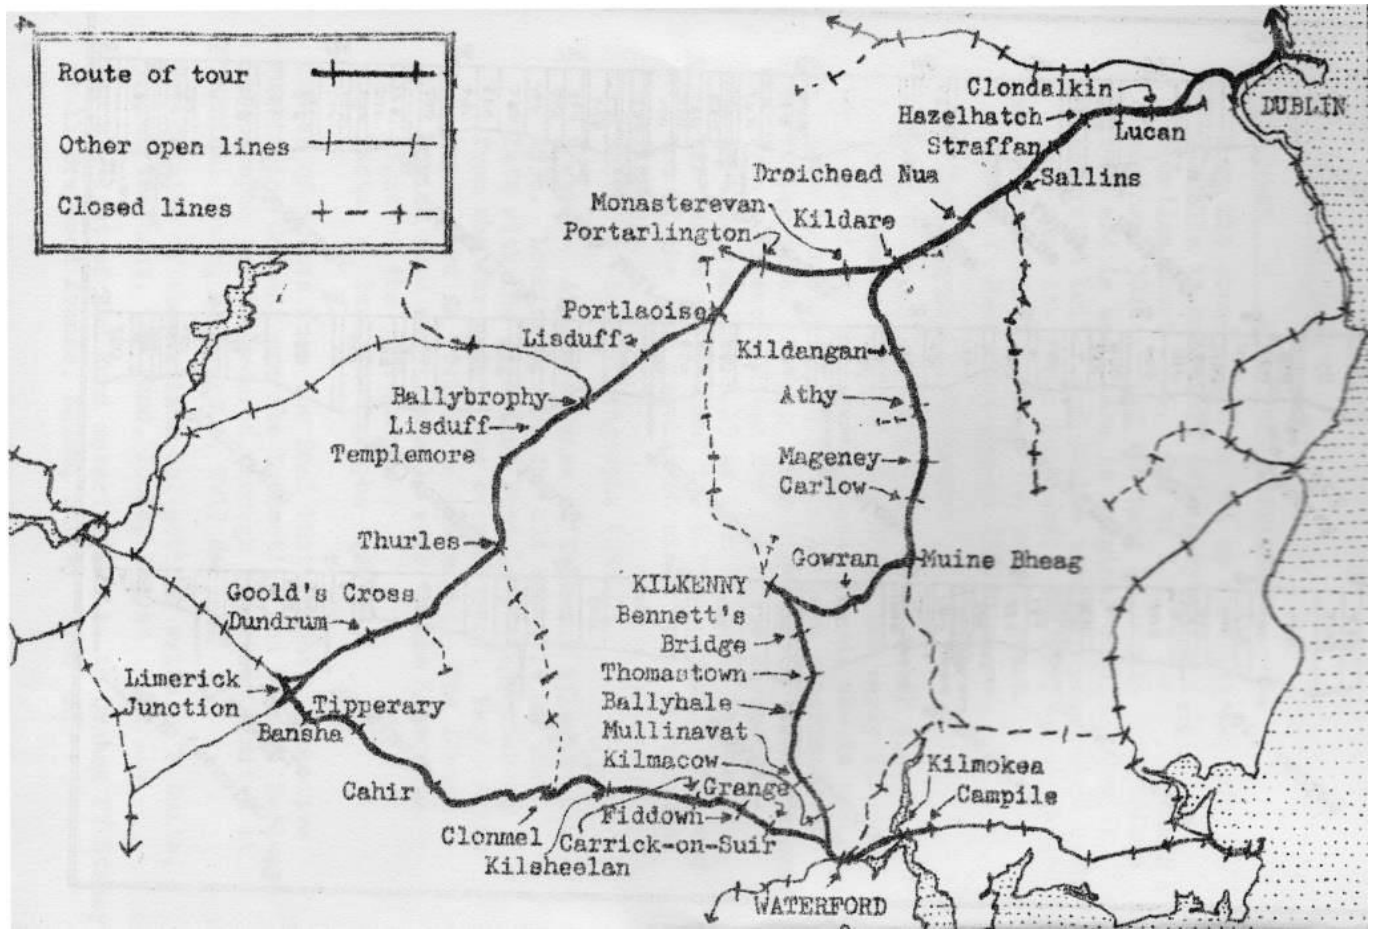 Route of tour
Other open lines
Closed lines
Clondalkin
DUBLIN
Hazelhatch
Lucan
Straffan
Droichead Nua
Sallins
Monasterevan
Kildare
Portarlington
Portlaoise
Lisduff
Kildangan
Ballybrophy
Athy
Lisduff
Templemore
Mageney
Carlow
Thurles
Gowran
Muine Bheag
Goold's Cross
KILKENNY
Dundrum
Bennett's
Bridge
Limerick
Junction
Thomastown
Tipperary
Ballyhale
Bansha
Mullinavat
Kilmacow
Kilmokea
Cahir
Grange
Campile
Fiddown
Clonmel
Carrick-on-Suir
Kilsheelan
WATERFORD